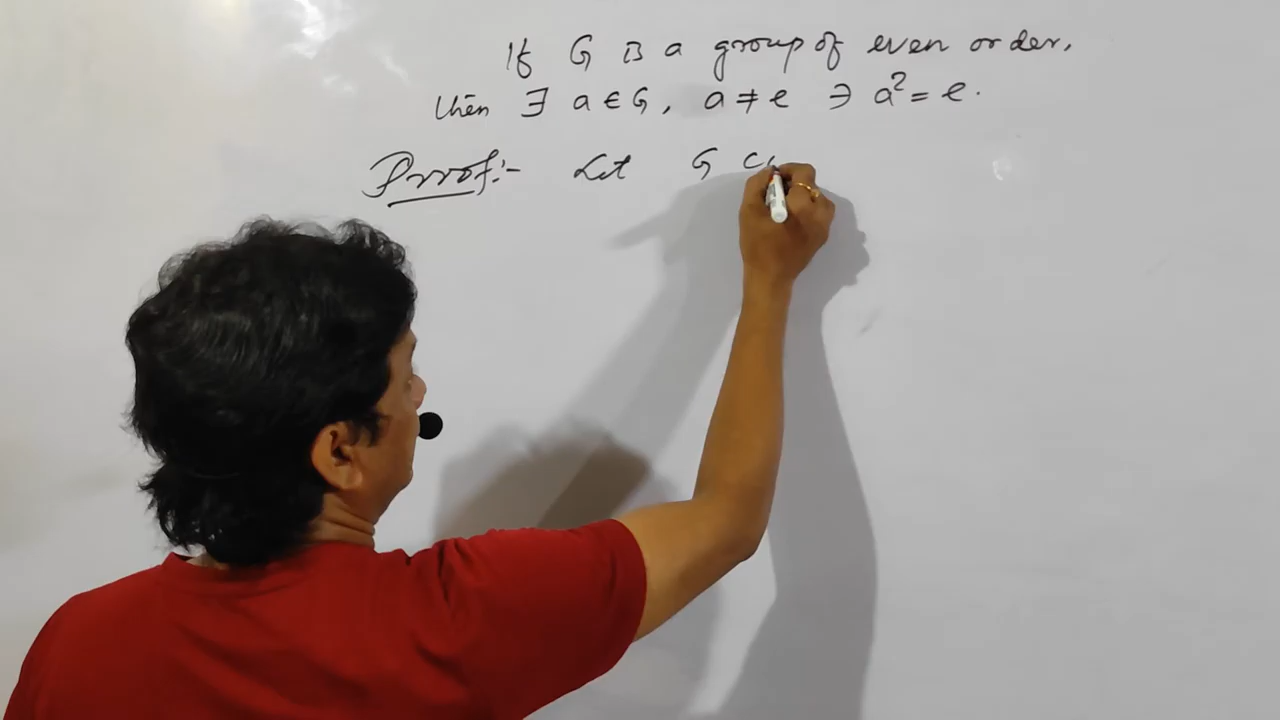 If G is a group of even order,
then ∃ a ∈ G, a ≠ e ∋ a² = e.
Proof:- Let G